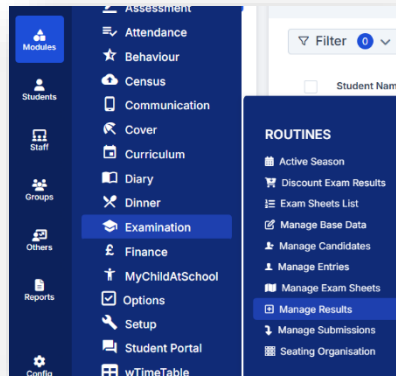 Modules
Students
Staff
Groups
Others
Reports
Config
Assessment
Attendance
Behaviour
Census
Communication
Cover
Curriculum
Diary
Dinner
Examination
£ Finance
MyChildAtSchool
Options
Setup
Student Portal
wTimeTable
Filter 0
Student Nam
ROUTINES
Active Season
Discount Exam Results
Exam Sheets List
Manage Base Data
Manage Candidates
Manage Entries
Manage Exam Sheets
Manage Results
Manage Submissions
Seating Organisation